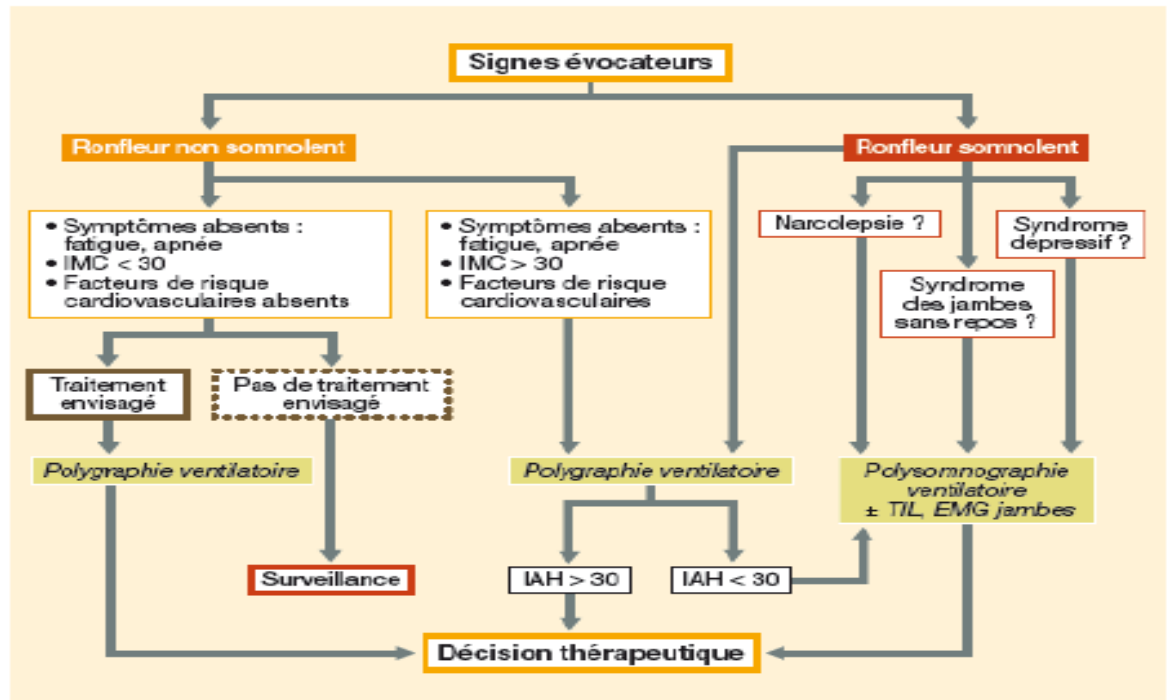 Signes évocateurs
Ronfleur non somnolent
Ronfleur somnolent
• Symptômes absents :
fatigue, apnée
• IMC < 30
• Facteurs de risque
cardiovasculaires absents
• Symptômes absents :
fatigue, apnée
• IMC > 30
• Facteurs de risque
cardiovasculaires
Narcolepsie ?
Syndrome
dépressif ?
Syndrome
des jambes
sans repos ?
Traitement
envisagé
Pas de traitement
envisagé
Polygraphie ventilatoire
Polygraphie ventilatoire
Polysomnographie
ventilatoire
± TIL, EMG jambes
Surveillance
IAH > 30
IAH < 30
Décision thérapeutique